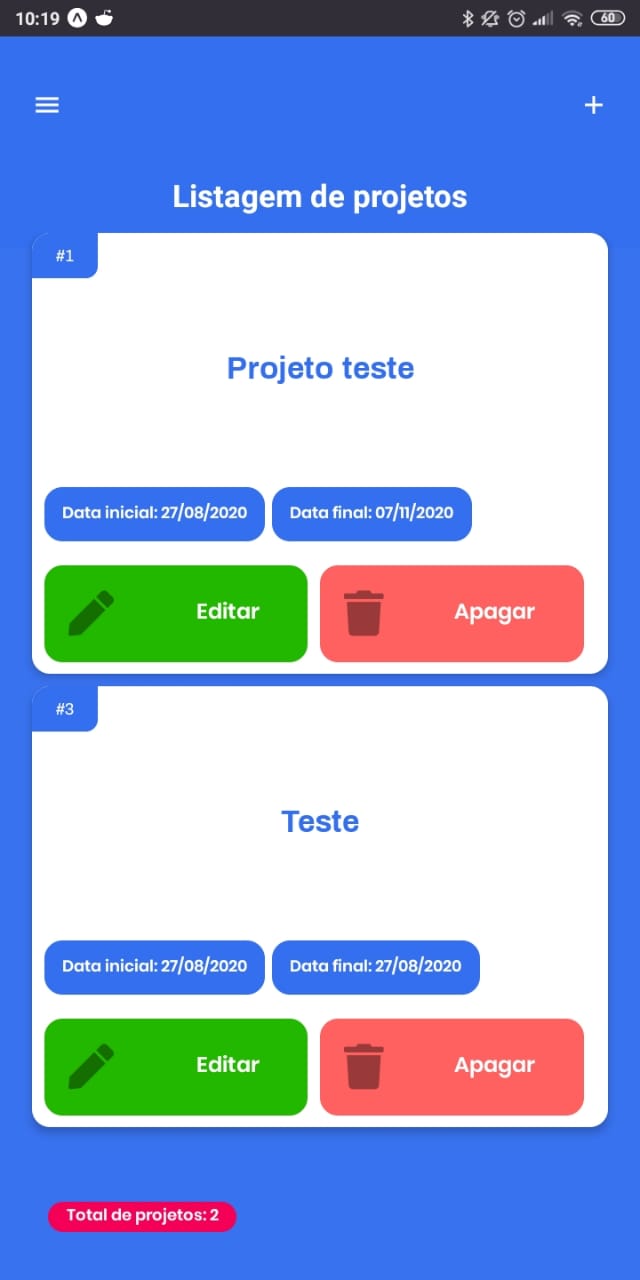 10:19
60
Listagem de projetos
#1
Projeto teste
Data inicial: 27/08/2020 Data final: 07/11/2020
Editar Apagar
#3
Teste
Data inicial: 27/08/2020 Data final: 27/08/2020
Editar Apagar
Total de projetos: 2